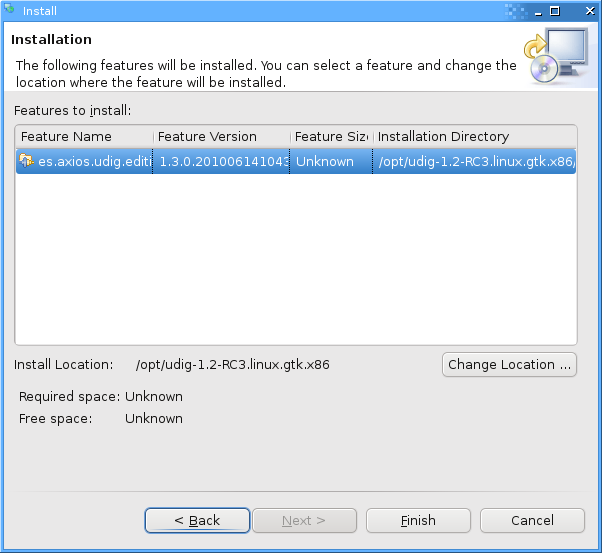 Install
Installation
The following features will be installed. You can select a feature and change the
location where the feature will be installed.
Features to install:
Feature Name Feature Version Feature Size Installation Directory
es.axios.udig.editi 1.3.0.201006141043 Unknown /opt/udig-1.2-RC3.linux.gtk.x86/
Install Location: /opt/udig-1.2-RC3.linux.gtk.x86 Change Location ...
Required space: Unknown
Free space: Unknown
< Back Next > Finish Cancel